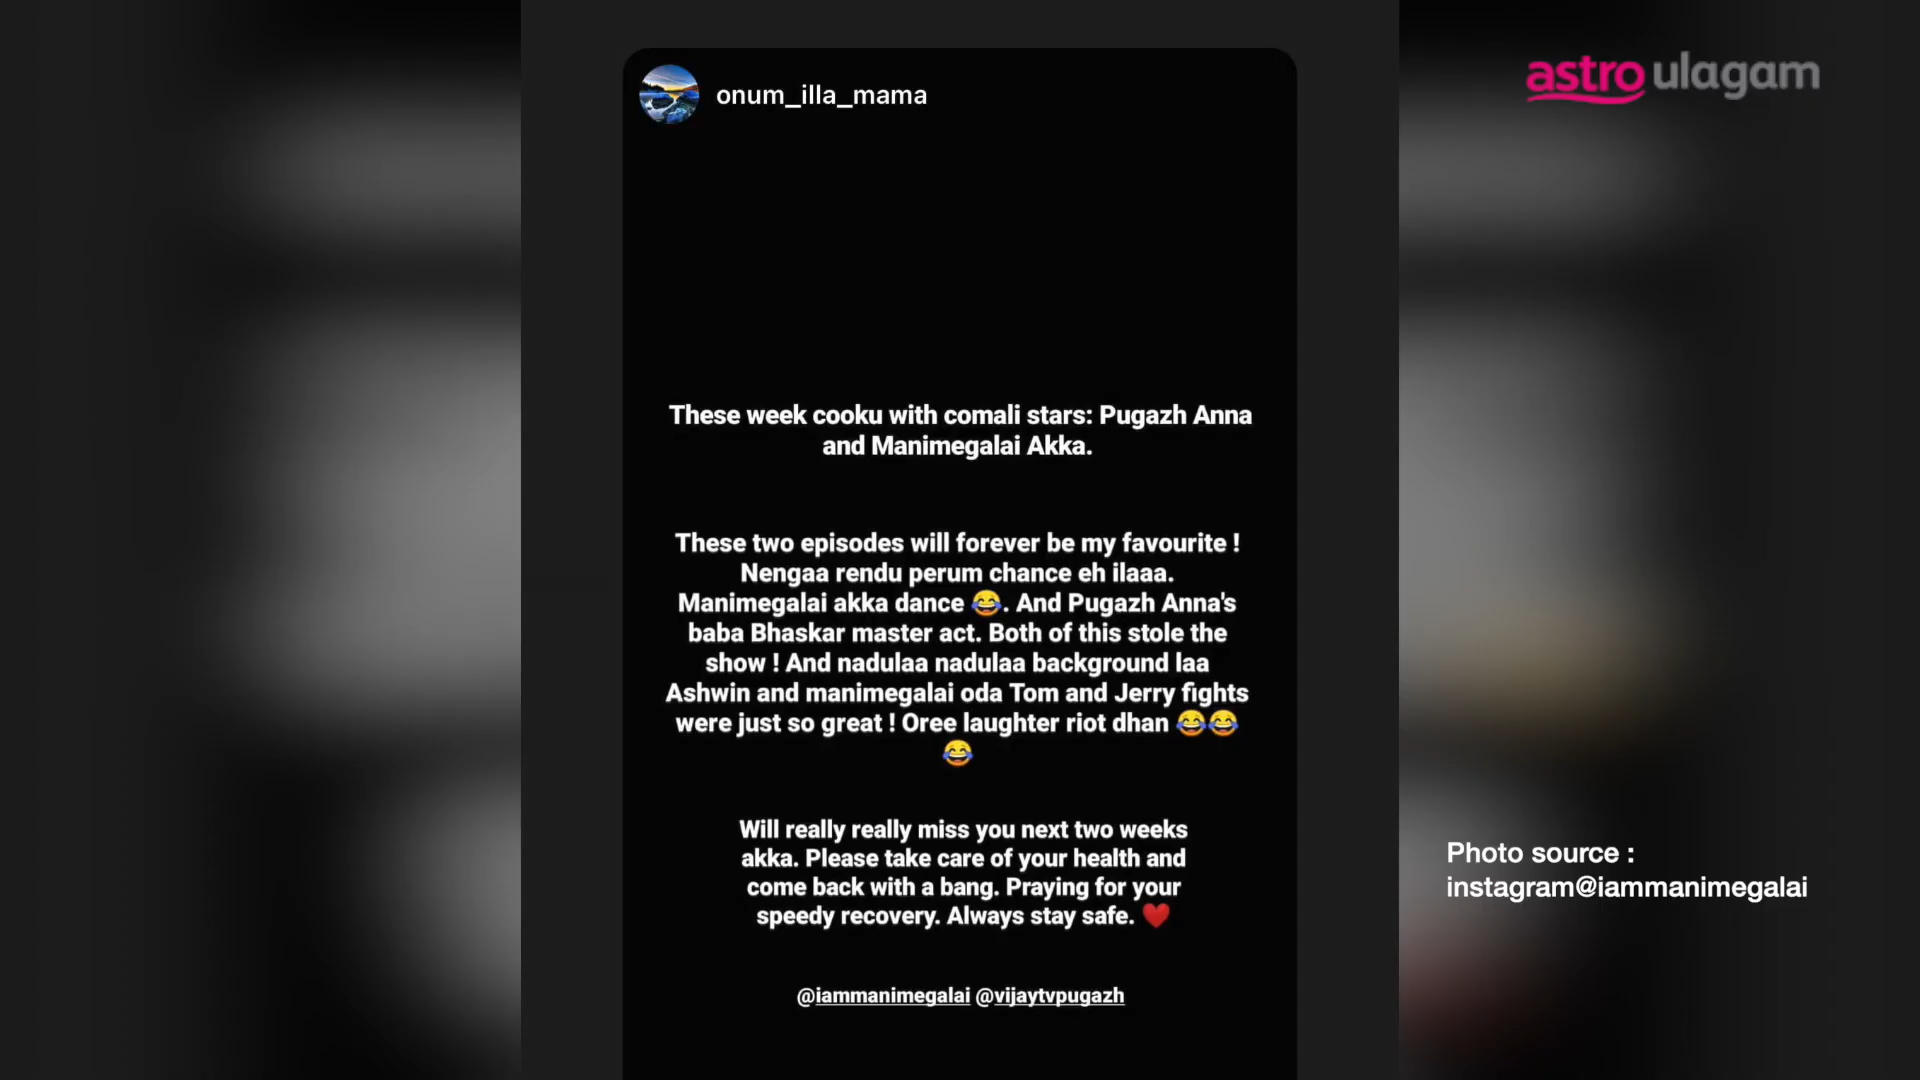 astro ulagam
onum_illa_mama
These week cooku with comali stars: Pugazh Anna
and Manimegalai Akka.
These two episodes will forever be my favourite !
Nengaa rendu perum chance eh ilaaa.
Manimegalai akka dance 😂. And Pugazh Anna's
baba Bhaskar master act. Both of this stole the
show ! And nadulaa nadulaa background laa
Ashwin and manimegalai oda Tom and Jerry fights
were just so great ! Oree laughter riot dhan 😂😂
😂
Will really really miss you next two weeks
akka. Please take care of your health and
come back with a bang. Praying for your
speedy recovery. Always stay safe. ❤️
@iammanimegalai @vijaytvpugazh
Photo source :
instagram@iammanimegalai